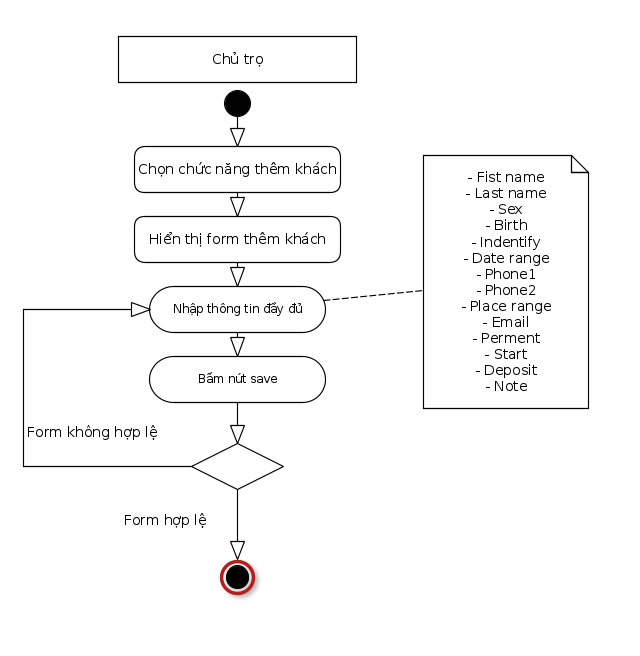 Chủ trọ
Chọn chức năng thêm khách
Hiển thị form thêm khách
Nhập thông tin đầy đủ
Bấm nút save
Form không hợp lệ
Form hợp lệ
- Fist name
- Last name
- Sex
- Birth
- Indentify
- Date range
- Phone1
- Phone2
- Place range
- Email
- Perment
- Start
- Deposit
- Note